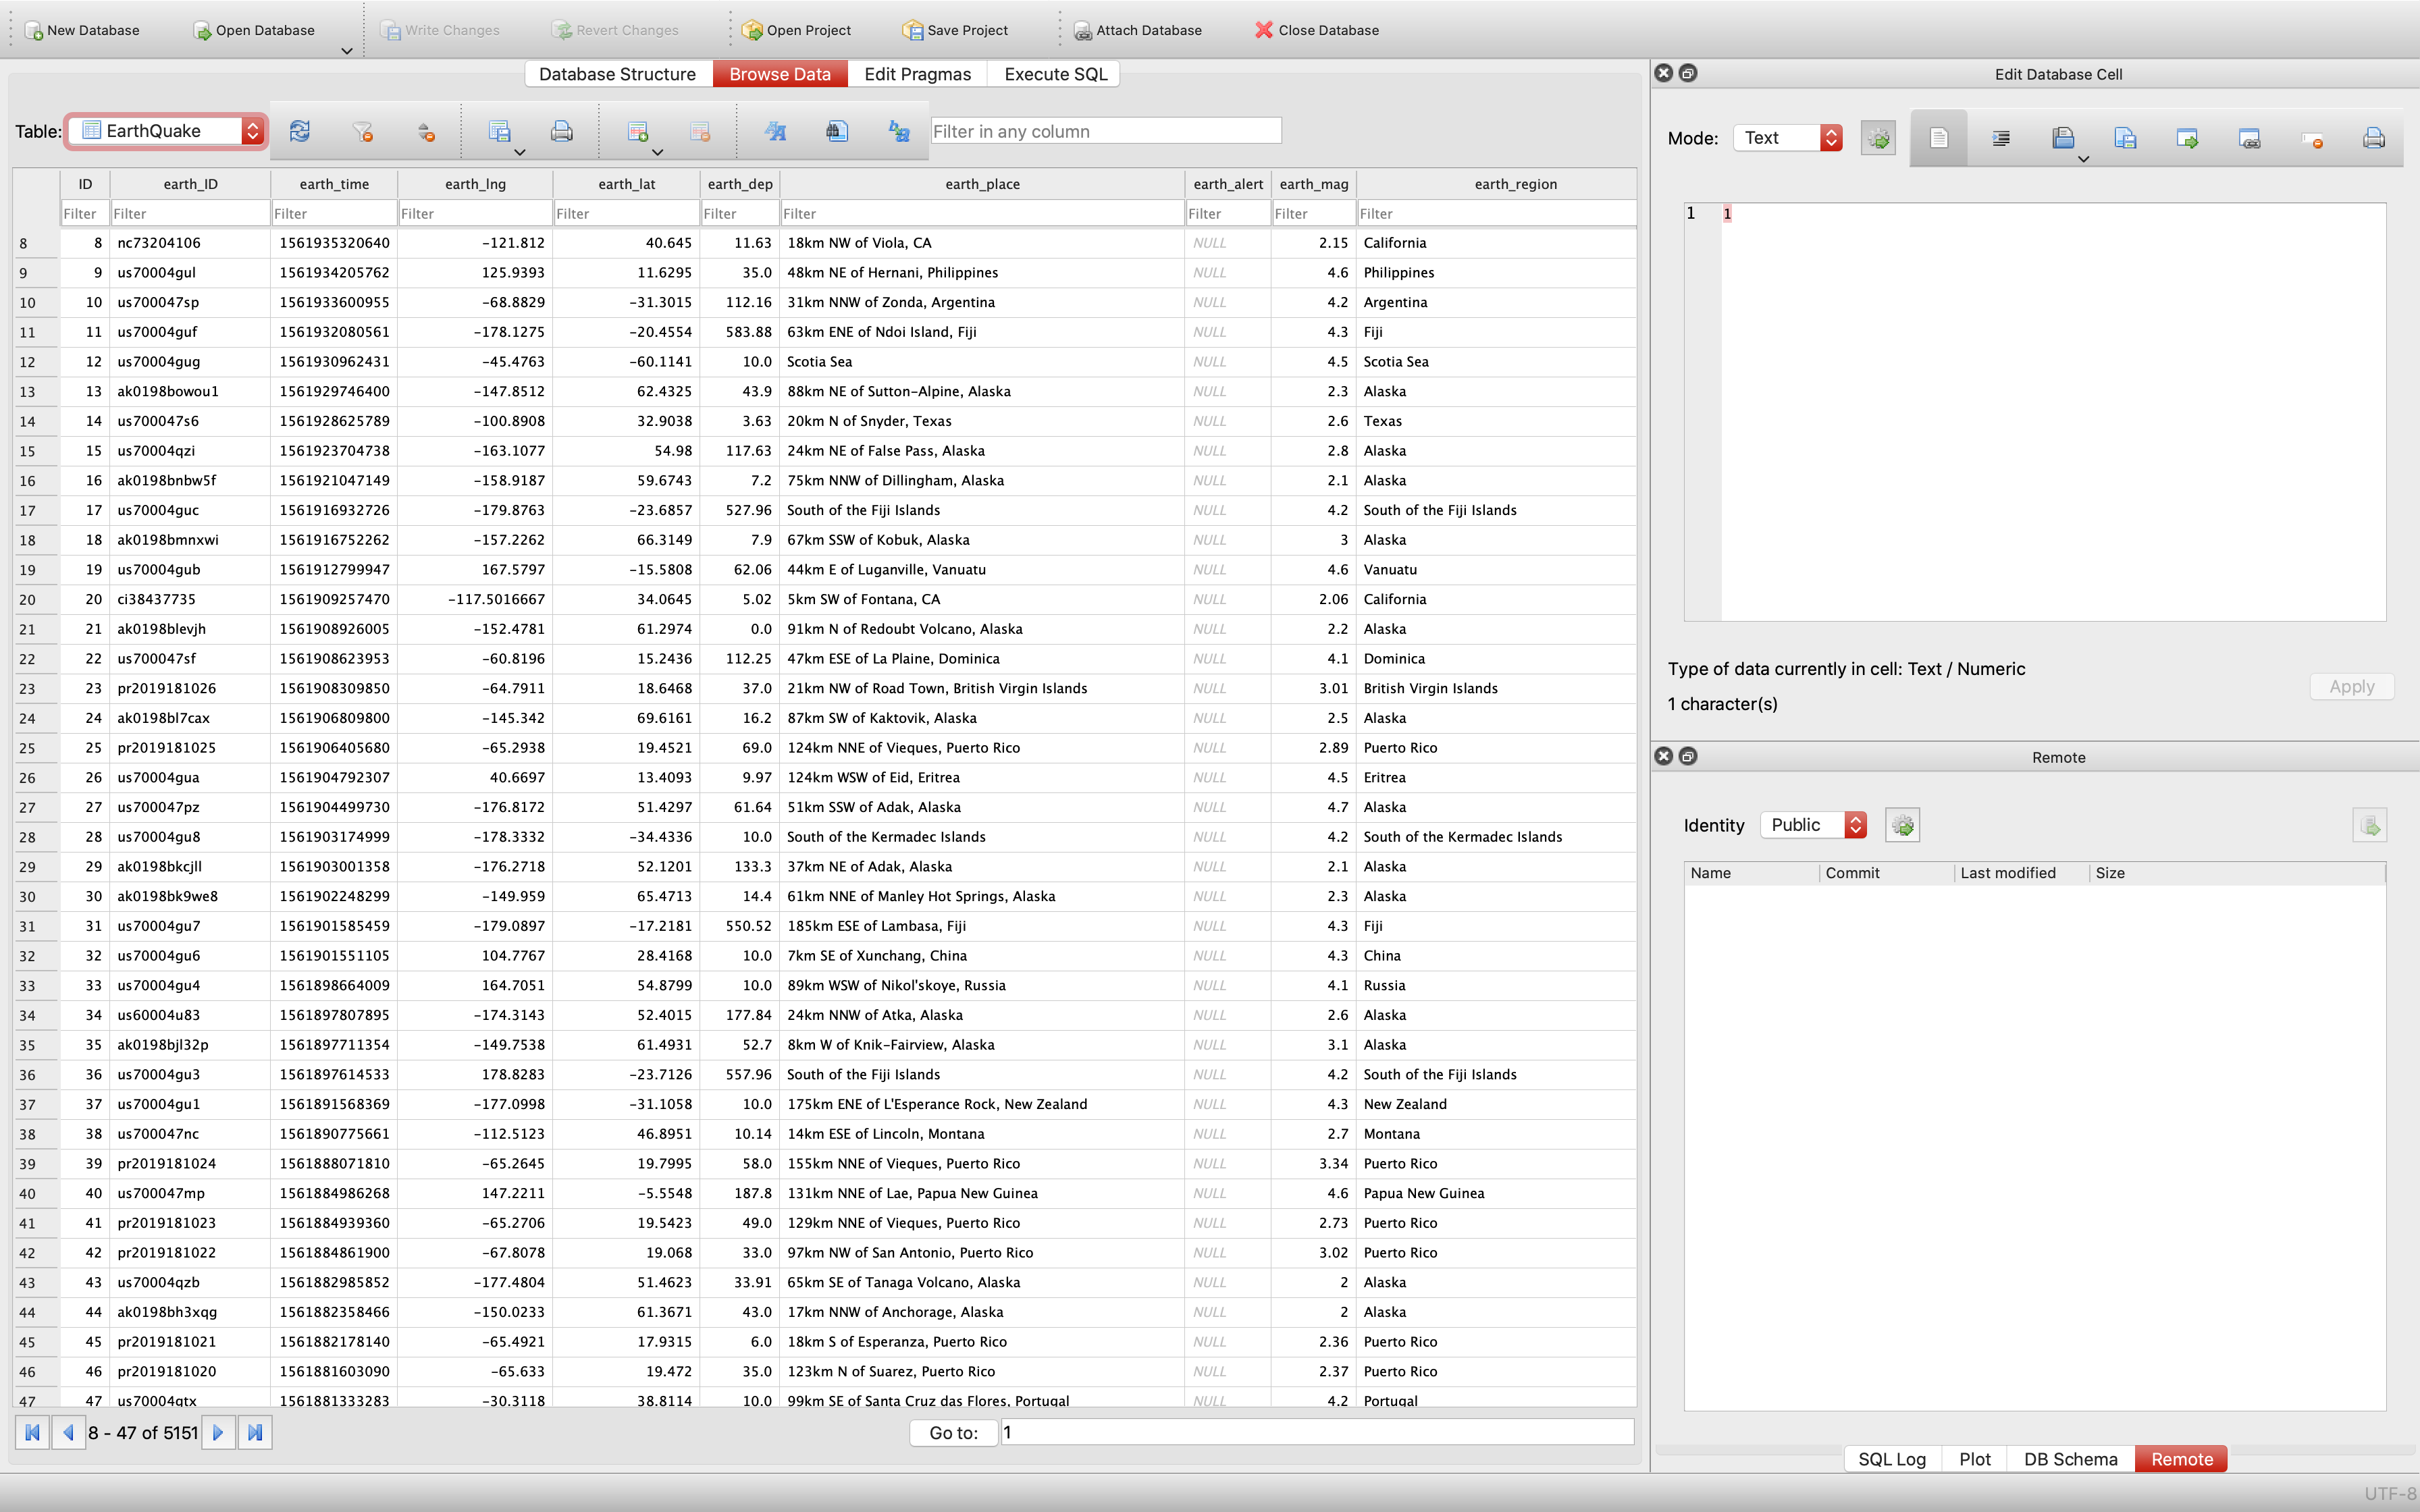 New Database Open Database Write Changes Revert Changes Open Project Save Project Attach Database Close Database
Database Structure Browse Data Edit Pragmas Execute SQL
Table: EarthQuake Filter in any column
ID earth_ID earth_time earth_lng earth_lat earth_dep earth_place earth_alert earth_mag earth_region
Filter Filter Filter Filter Filter Filter Filter Filter Filter Filter
8 8 nc73204106 1561935320640 -121.812 40.645 11.63 18km NW of Viola, CA NULL 2.15 California
9 9 us70004gul 1561934205762 125.9393 11.6295 35.0 48km NE of Hernani, Philippines NULL 4.6 Philippines
10 10 us700047sp 1561933600955 -68.8829 -31.3015 112.16 31km NNW of Zonda, Argentina NULL 4.2 Argentina
11 11 us70004guf 1561932080561 -178.1275 -20.4554 583.88 63km ENE of Ndoi Island, Fiji NULL 4.3 Fiji
12 12 us70004gug 1561930962431 -45.4763 -60.1141 10.0 Scotia Sea NULL 4.5 Scotia Sea
13 13 ak0198bowou1 1561929746400 -147.8512 62.4325 43.9 88km NE of Sutton-Alpine, Alaska NULL 2.3 Alaska
14 14 us700047s6 1561928625789 -100.8908 32.9038 3.63 20km N of Snyder, Texas NULL 2.6 Texas
15 15 us70004qzi 1561923704738 -163.1077 54.98 117.63 24km NE of False Pass, Alaska NULL 2.8 Alaska
16 16 ak0198bnbw5f 1561921047149 -158.9187 59.6743 7.2 75km NNW of Dillingham, Alaska NULL 2.1 Alaska
17 17 us70004guc 1561916932726 -179.8763 -23.6857 527.96 South of the Fiji Islands NULL 4.2 South of the Fiji Islands
18 18 ak0198bmnxwi 1561916752262 -157.2262 66.3149 7.9 67km SSW of Kobuk, Alaska NULL 3 Alaska
19 19 us70004gub 1561912799947 167.5797 -15.5808 62.06 44km E of Luganville, Vanuatu NULL 4.6 Vanuatu
20 20 ci38437735 1561909257470 -117.5016667 34.0645 5.02 5km SW of Fontana, CA NULL 2.06 California
21 21 ak0198blevjh 1561908926005 -152.4781 61.2974 0.0 91km N of Redoubt Volcano, Alaska NULL 2.2 Alaska
22 22 us700047sf 1561908623953 -60.8196 15.2436 112.25 47km ESE of La Plaine, Dominica NULL 4.1 Dominica
23 23 pr2019181026 1561908309850 -64.7911 18.6468 37.0 21km NW of Road Town, British Virgin Islands NULL 3.01 British Virgin Islands
24 24 ak0198bl7cax 1561906809800 -145.342 69.6161 16.2 87km SW of Kaktovik, Alaska NULL 2.5 Alaska
25 25 pr2019181025 1561906405680 -65.2938 19.4521 69.0 124km NNE of Vieques, Puerto Rico NULL 2.89 Puerto Rico
26 26 us70004gua 1561904792307 40.6697 13.4093 9.97 124km WSW of Eid, Eritrea NULL 4.5 Eritrea
27 27 us700047pz 1561904499730 -176.8172 51.4297 61.64 51km SSW of Adak, Alaska NULL 4.7 Alaska
28 28 us70004gu8 1561903174999 -178.3332 -34.4336 10.0 South of the Kermadec Islands NULL 4.2 South of the Kermadec Islands
29 29 ak0198bkcjll 1561903001358 -176.2718 52.1201 133.3 37km NE of Adak, Alaska NULL 2.1 Alaska
30 30 ak0198bk9we8 1561902248299 -149.959 65.4713 14.4 61km NNE of Manley Hot Springs, Alaska NULL 2.3 Alaska
31 31 us70004gu7 1561901585459 -179.0897 -17.2181 550.52 185km ESE of Lambasa, Fiji NULL 4.3 Fiji
32 32 us70004gu6 1561901551105 104.7767 28.4168 10.0 7km SE of Xunchang, China NULL 4.3 China
33 33 us70004gu4 1561898664009 164.7051 54.8799 10.0 89km WSW of Nikol'skoye, Russia NULL 4.1 Russia
34 34 us60004u83 1561897807895 -174.3143 52.4015 177.84 24km NNW of Atka, Alaska NULL 2.6 Alaska
35 35 ak0198bjl32p 1561897711354 -149.7538 61.4931 52.7 8km W of Knik-Fairview, Alaska NULL 3.1 Alaska
36 36 us70004gu3 1561897614533 178.8283 -23.7126 557.96 South of the Fiji Islands NULL 4.2 South of the Fiji Islands
37 37 us70004gu1 1561891568369 -177.0998 -31.1058 10.0 175km ENE of L'Esperance Rock, New Zealand NULL 4.3 New Zealand
38 38 us700047nc 1561890775661 -112.5123 46.8951 10.14 14km ESE of Lincoln, Montana NULL 2.7 Montana
39 39 pr2019181024 1561888071810 -65.2645 19.7995 58.0 155km NNE of Vieques, Puerto Rico NULL 3.34 Puerto Rico
40 40 us700047mp 1561884986268 147.2211 -5.5548 187.8 131km NNE of Lae, Papua New Guinea NULL 4.6 Papua New Guinea
41 41 pr2019181023 1561884939360 -65.2706 19.5423 49.0 129km NNE of Vieques, Puerto Rico NULL 2.73 Puerto Rico
42 42 pr2019181022 1561884861900 -67.8078 19.068 33.0 97km NW of San Antonio, Puerto Rico NULL 3.02 Puerto Rico
43 43 us70004qzb 1561882985852 -177.4804 51.4623 33.91 65km SE of Tanaga Volcano, Alaska NULL 2 Alaska
44 44 ak0198bh3xqg 1561882358466 -150.0233 61.3671 43.0 17km NNW of Anchorage, Alaska NULL 2 Alaska
45 45 pr2019181021 1561882178140 -65.4921 17.9315 6.0 18km S of Esperanza, Puerto Rico NULL 2.36 Puerto Rico
46 46 pr2019181020 1561881603090 -65.633 19.472 35.0 123km N of Suarez, Puerto Rico NULL 2.37 Puerto Rico
47 47 us70004qtx 1561881333283 -30.3118 38.8114 10.0 99km SE of Santa Cruz das Flores, Portugal NULL 4.2 Portugal
8 - 47 of 5151 Go to: 1
Edit Database Cell
Mode: Text
1 1
Type of data currently in cell: Text / Numeric
1 character(s)
Apply
Remote
Identity Public
Name Commit Last modified Size
SQL Log Plot DB Schema Remote
UTF-8